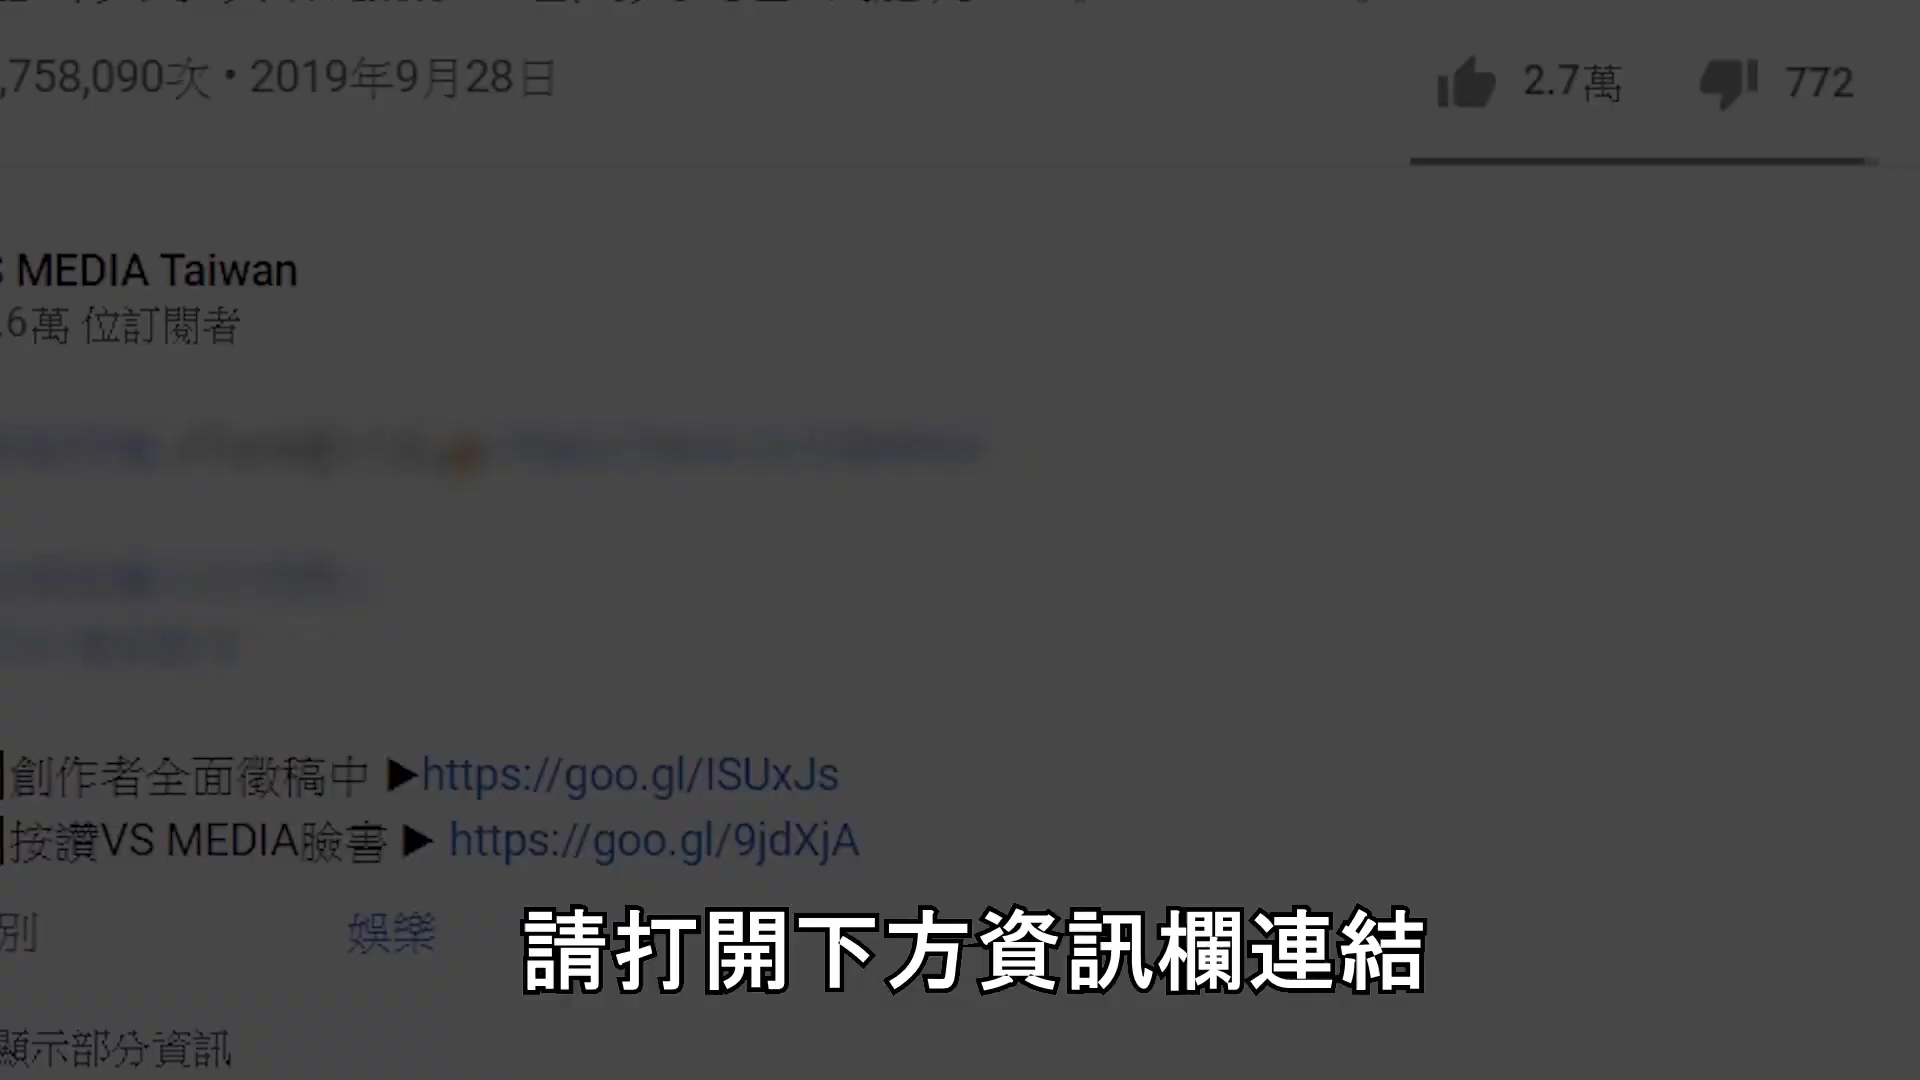 ,758,090次 • 2019年9月28日
2.7萬 772
S MEDIA Taiwan
.6萬 位訂閱者
創作者全面徵稿中 ▶https://goo.gl/ISUxJs
按讚VS MEDIA臉書 ▶ https://goo.gl/9jdXjA
別 娛樂
請打開下方資訊欄連結
顯示部分資訊